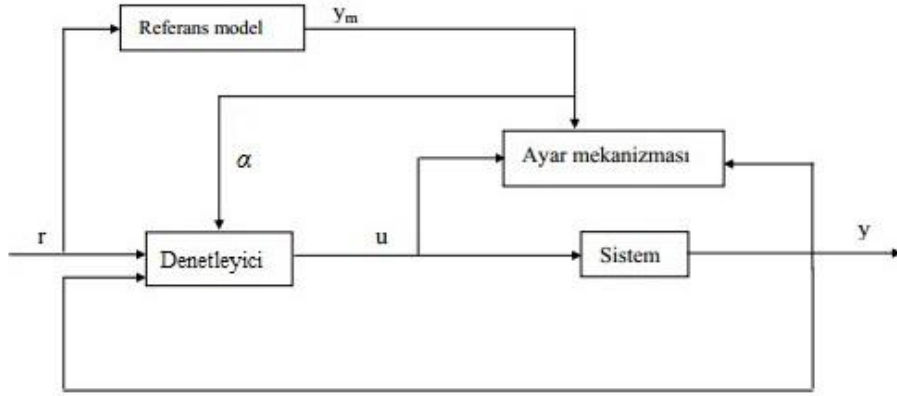 Referans model
yₘ
α
Ayar mekanizması
r
Denetleyici
u
Sistem
y